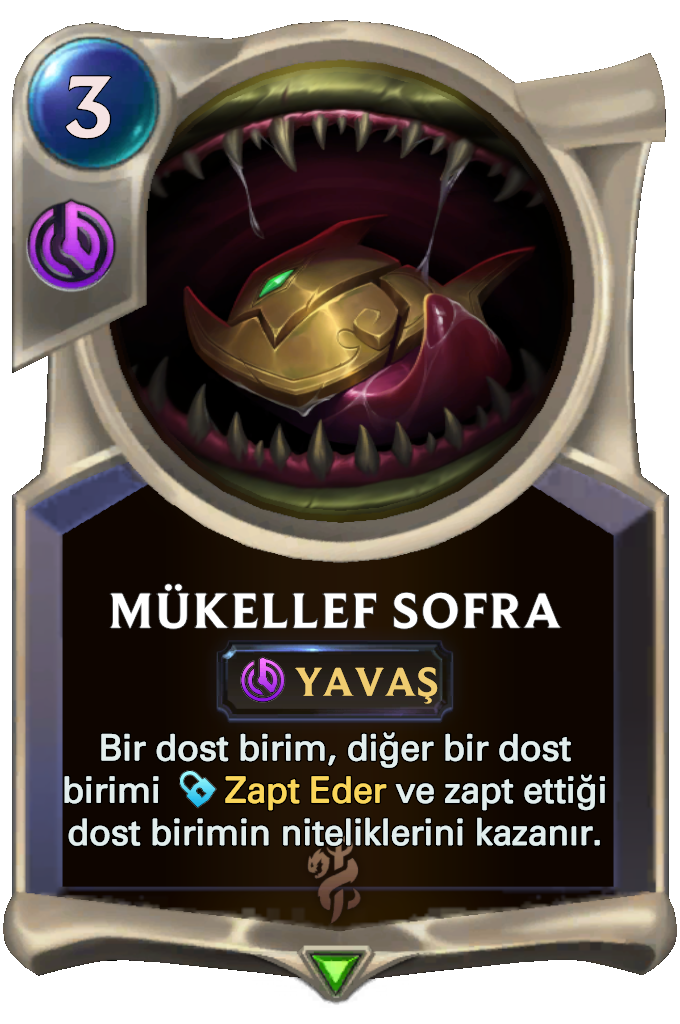 3
MÜKELLEF SOFRA
YAVAŞ
Bir dost birim, diğer bir dost
birimi Zapt Eder ve zapt ettiği
dost birimin niteliklerini kazanır.